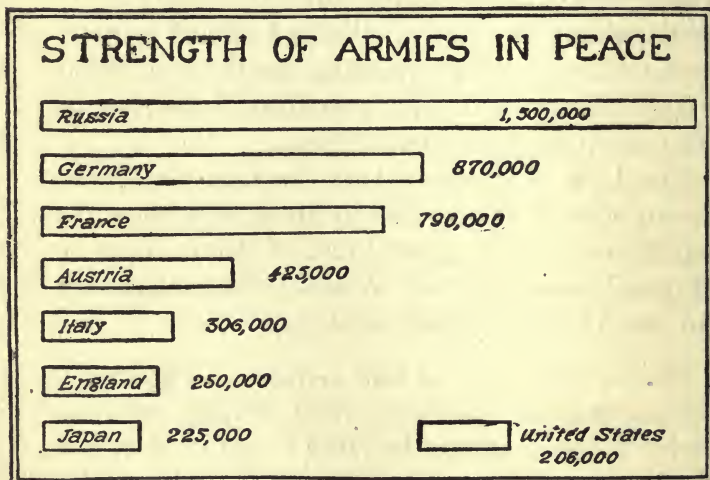 STRENGTH OF ARMIES IN PEACE
Russia 1,500,000
Germany 870,000
France 790,000
Austria 425,000
Italy 306,000
England 250,000
Japan 225,000 United States
206,000